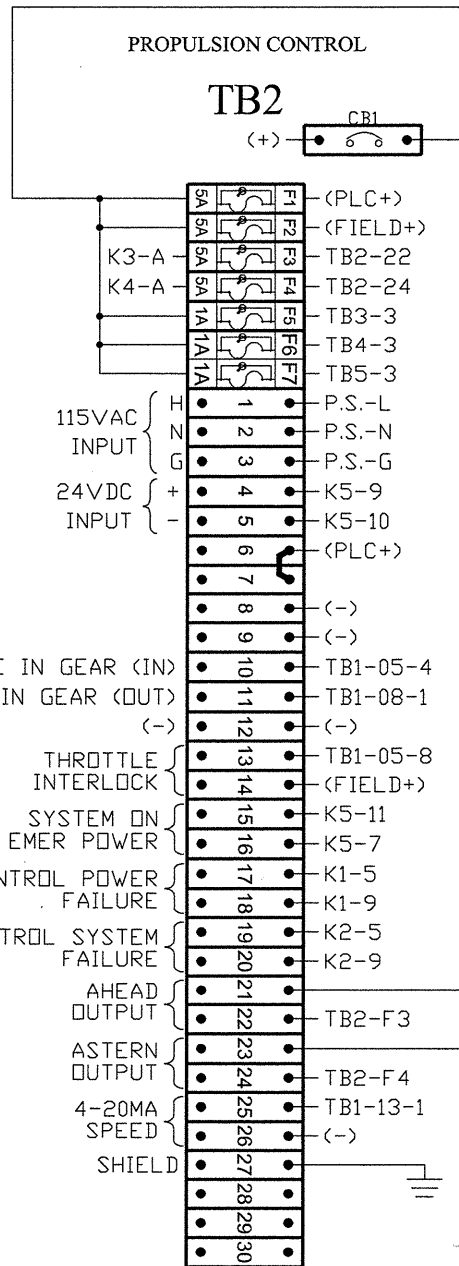 PROPULSION CONTROL
TB2
CB1
(+)
5A F1 (PLC+)
5A F2 (FIELD+)
K3-A 5A F3 TB2-22
K4-A 5A F4 TB2-24
1A F5 TB3-3
1A F6 TB4-3
1A F7 TB5-3
115VAC INPUT
H 1 P.S.-L
N 2 P.S.-N
G 3 P.S.-G
24VDC INPUT
+ 4 K5-9
- 5 K5-10
6 (PLC+)
7
8 (-)
9 (-)
E IN GEAR (IN) 10 TB1-05-4
IN GEAR (OUT) 11 TB1-08-1
(-) 12 (-)
THROTTLE INTERLOCK
13 TB1-05-8
14 (FIELD+)
SYSTEM ON
EMER POWER
15 K5-11
16 K5-7
NTROL POWER
. FAILURE
17 K1-5
18 K1-9
TROL SYSTEM
FAILURE
19 K2-5
20 K2-9
AHEAD
OUTPUT
21
22 TB2-F3
ASTERN
OUTPUT
23
24 TB2-F4
4-20MA
SPEED
25 TB1-13-1
26 (-)
SHIELD 27
28
29
30